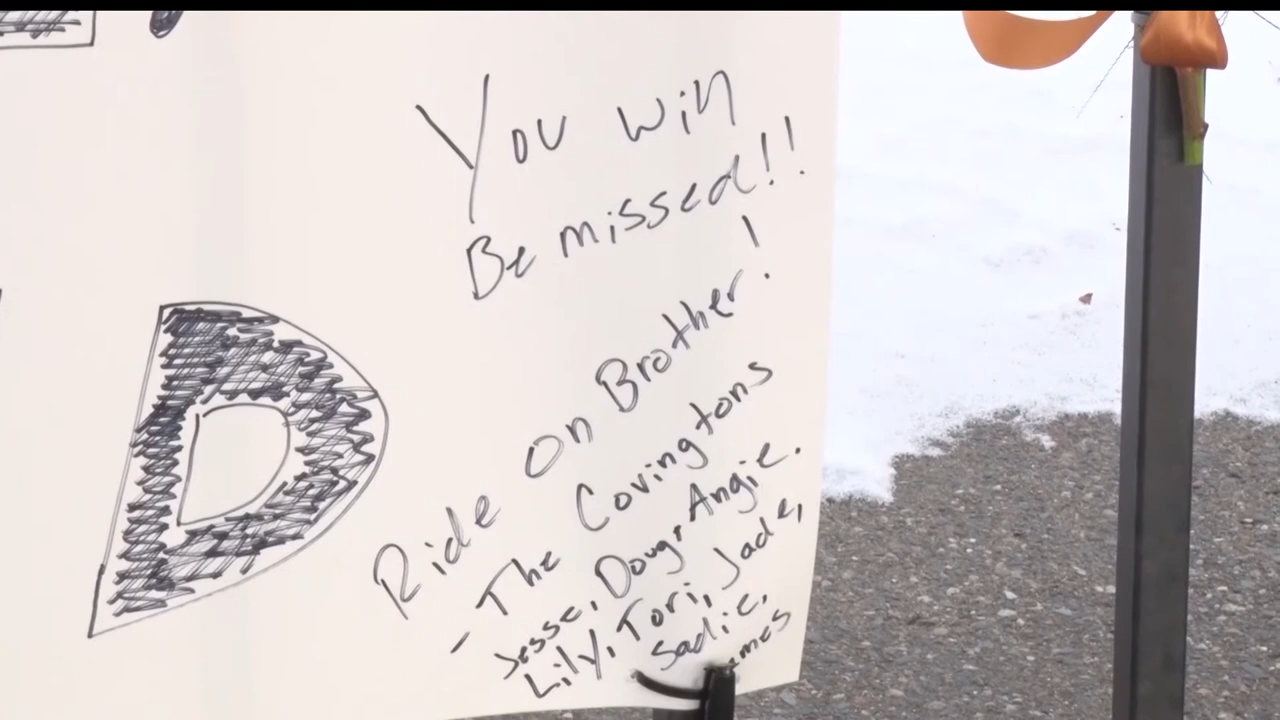 D
You will
Be missed!!
Ride on Brother!
- The Covingtons
Jesse, Doug, Angie.
Lily, Tori, Jade,
Sadie,